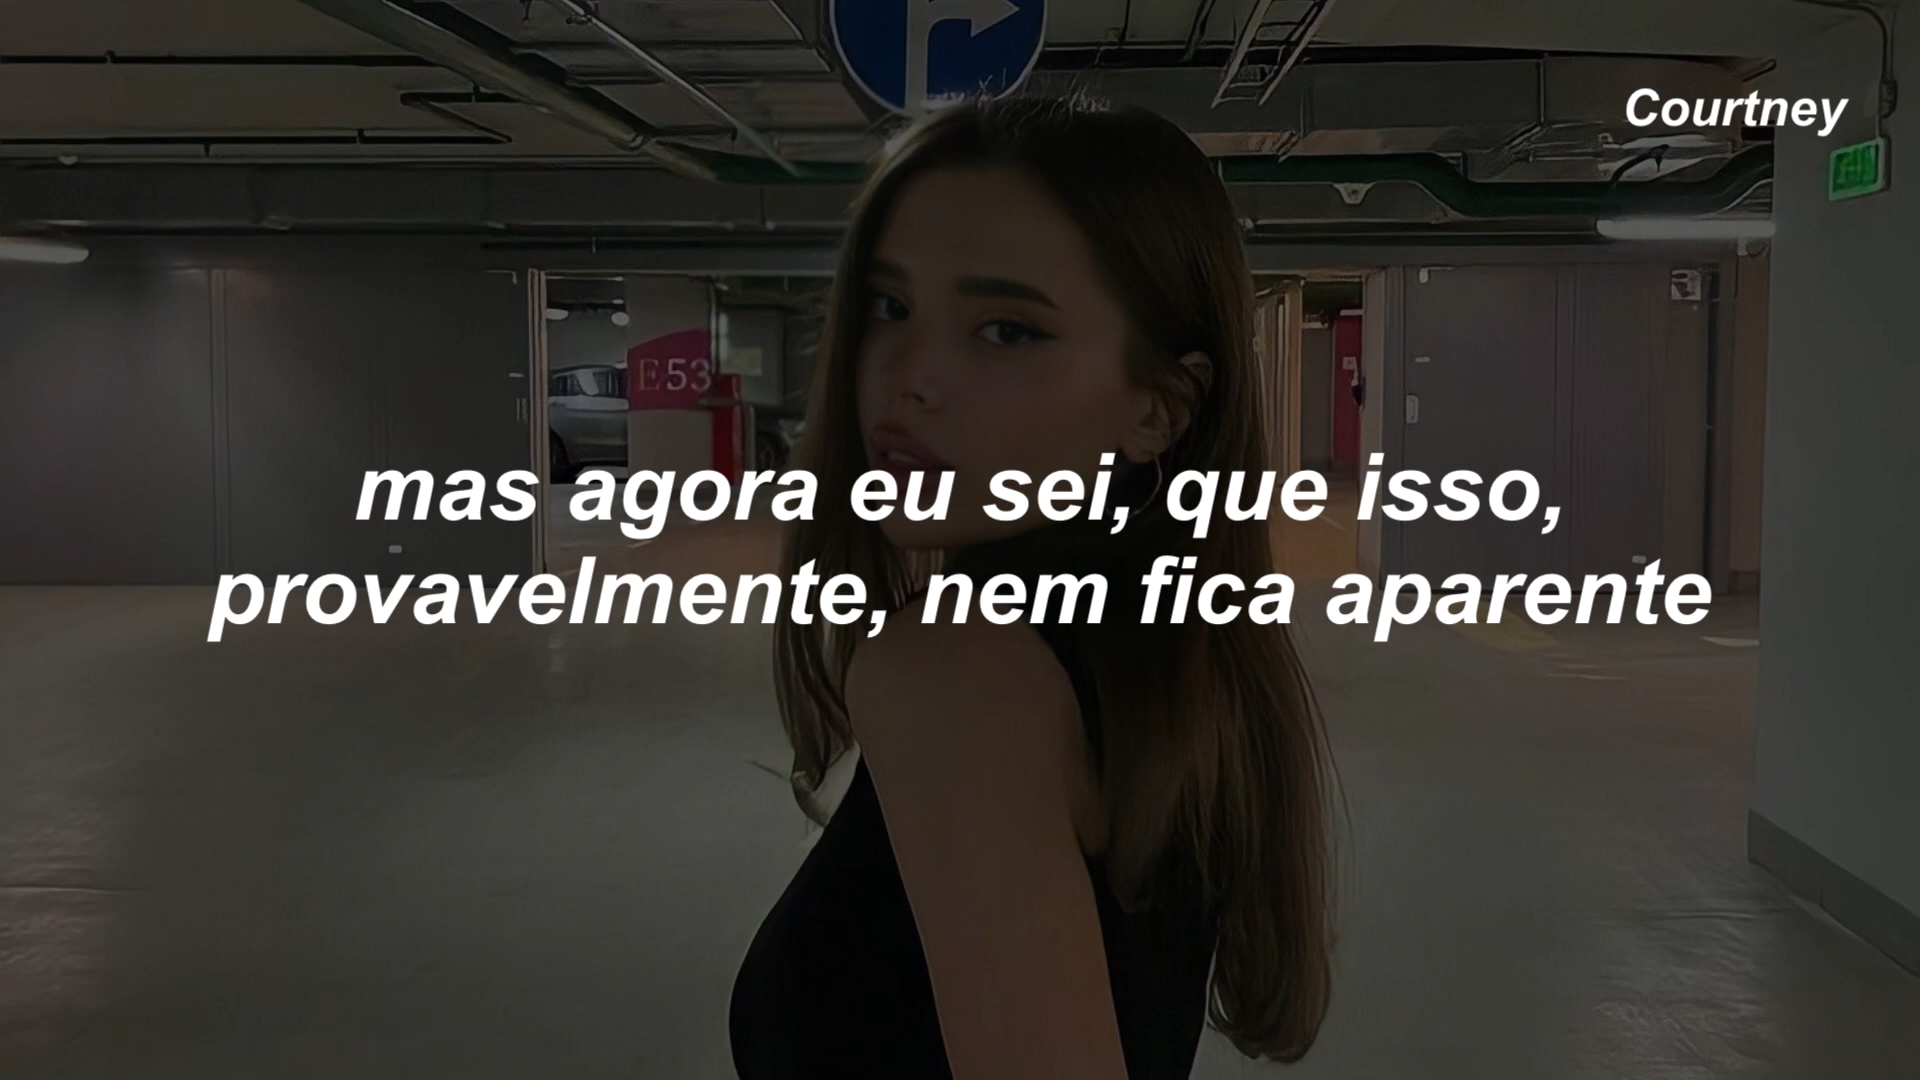 Courtney
E53
mas agora eu sei, que isso,
provavelmente, nem fica aparente